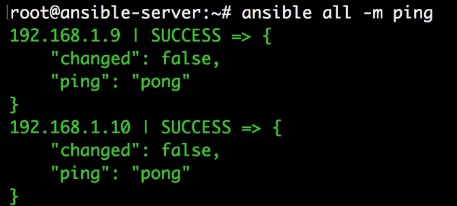 root@ansible-server:~# ansible all -m ping
192.168.1.9 | SUCCESS => {
    "changed": false,
    "ping": "pong"
}
192.168.1.10 | SUCCESS => {
    "changed": false,
    "ping": "pong"
}